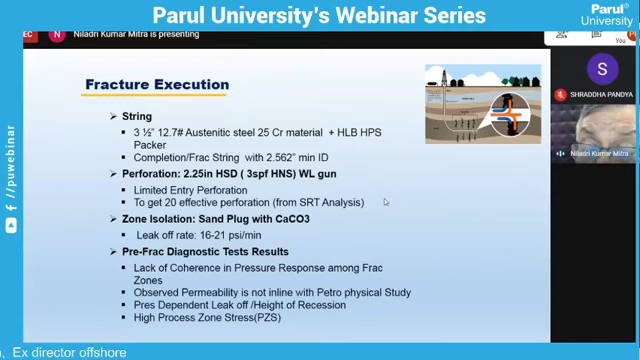 Parul University's Webinar Series
Parul®
University
EC
N
Niladri Kumar Mitra is presenting
You
Fracture Execution
String
3 ½" 12.7# Austenitic steel 25 Cr material + HLB HPS
Packer
Completion/Frac String with 2.562" min ID
Perforation: 2.25in HSD ( 3spf HNS) WL gun
Limited Entry Perforation
To get 20 effective perforation (from SRT Analysis)
Zone Isolation: Sand Plug with CaCO3
Leak off rate: 16-21 psi/min
Pre-Frac Diagnostic Tests Results
Lack of Coherence in Pressure Response among Frac
Zones
Observed Permeability is not inline with Petro physical Study
Pres Dependent Leak off /Height of Recession
High Process Zone Stress(PZS)
S
SHRADDHA PANDYA
Niladri Kumar Mitra
/puwebinar
, Ex director offshore